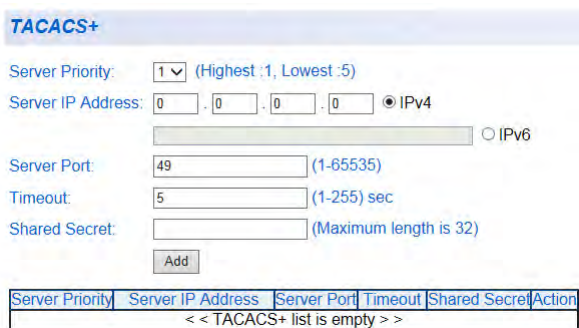 TACACS+
Server Priority: 1 (Highest :1, Lowest :5)
Server IP Address: 0 . 0 . 0 . 0 IPv4
IPv6
Server Port: 49 (1-65535)
Timeout: 5 (1-255) sec
Shared Secret: (Maximum length is 32)
Add
Server Priority Server IP Address Server Port Timeout Shared Secret Action
< < TACACS+ list is empty > >